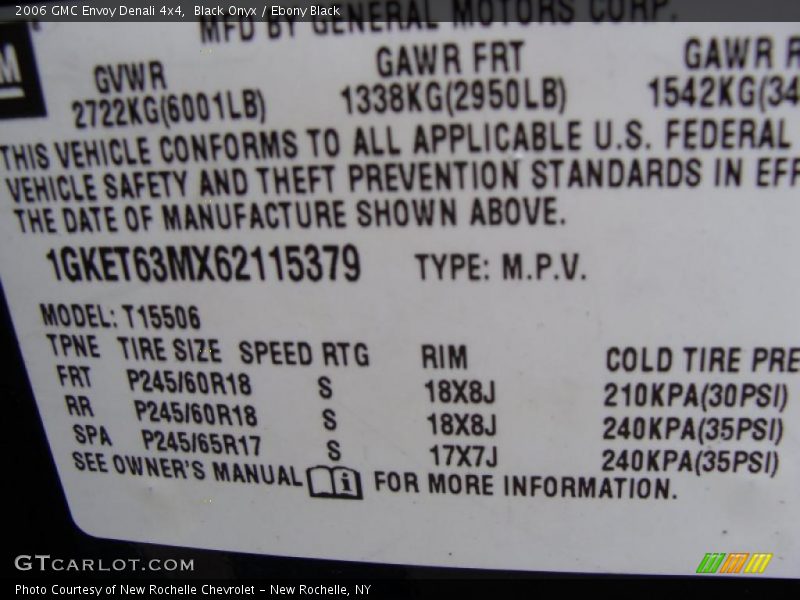 2006 GMC Envoy Denali 4x4, Black Onyx / Ebony Black
MFD BY GENERAL MOTORS CORP.
M
GVWR GAWR FRT GAWR R
2722KG(6001LB) 1338KG(2950LB) 1542KG(34
THIS VEHICLE CONFORMS TO ALL APPLICABLE U.S. FEDERAL
VEHICLE SAFETY AND THEFT PREVENTION STANDARDS IN EFF
THE DATE OF MANUFACTURE SHOWN ABOVE.
1GKET63MX62115379 TYPE: M.P.V.
MODEL: T15506
TPNE TIRE SIZE SPEED RTG RIM COLD TIRE PRE
FRT P245/60R18 S 18X8J 210KPA(30PSI)
RR P245/60R18 S 18X8J 240KPA(35PSI)
SPA P245/65R17 S 17X7J 240KPA(35PSI)
SEE OWNER'S MANUAL i FOR MORE INFORMATION.
GTCARLOT.COM
Photo Courtesy of New Rochelle Chevrolet – New Rochelle, NY